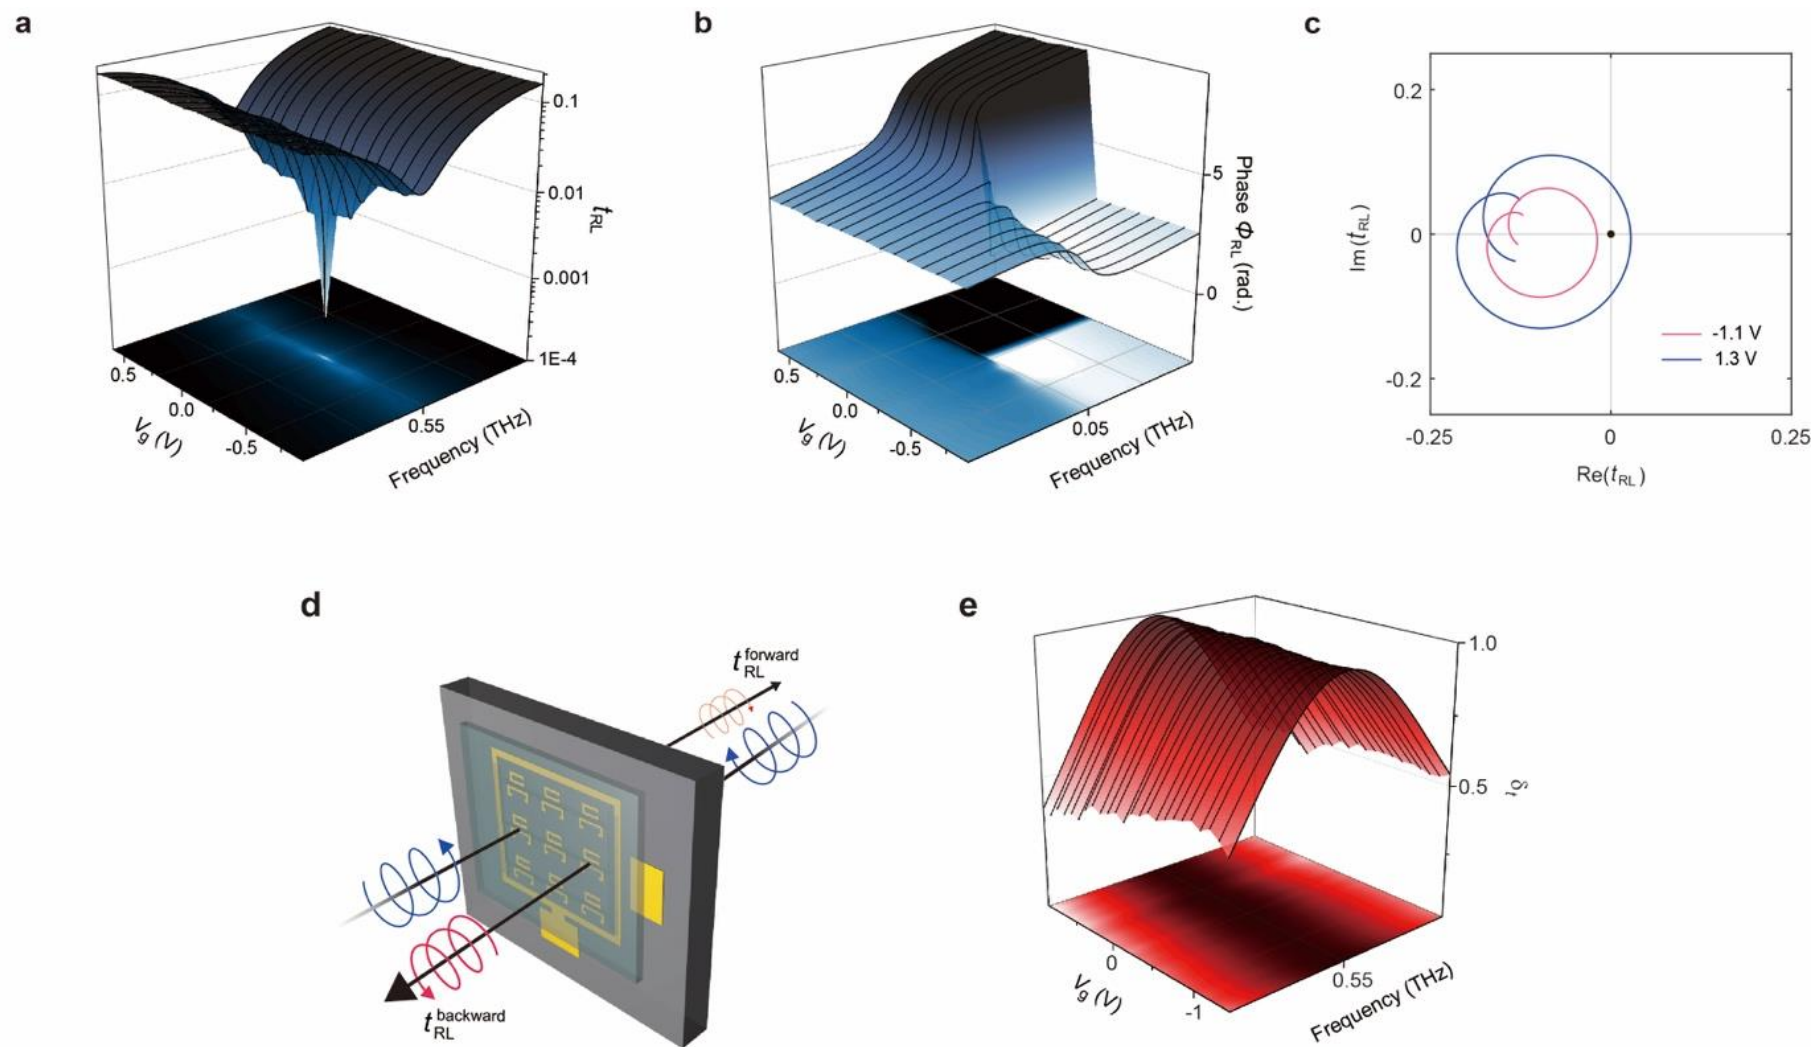 a
0.1
0.01
0.001
1E-4
t_RL
0.5
0.0
-0.5
V_g (V)
0.55
Frequency (THz)
b
5
0
Phase Φ_RL (rad.)
0.5
0.0
-0.5
V_g (V)
0.05
Frequency (THz)
c
0.2
0
-0.2
Im(t_RL)
-0.25
0
0.25
Re(t_RL)
-1.1 V
1.3 V
d
t_RL^forward
t_RL^backward
e
1.0
0.5
δ_t
0
-1
V_g (V)
0.55
Frequency (THz)